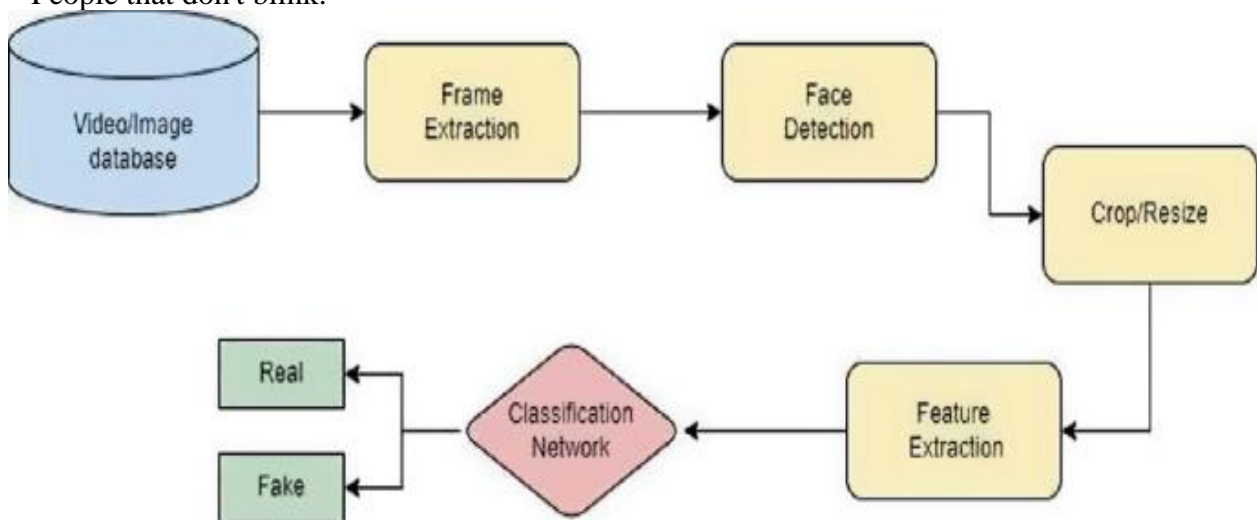 People that don't blink.
Video/Image
database
Frame
Extraction
Face
Detection
Crop/Resize
Feature
Extraction
Classification
Network
Real
Fake